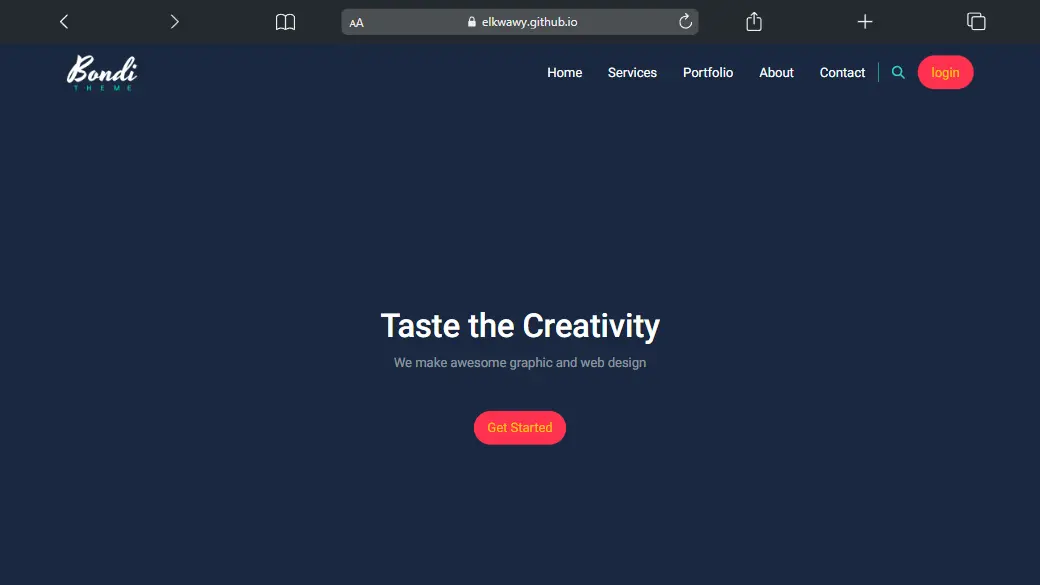 AA elkwawy.github.io
Bondi
THEME
Home Services Portfolio About Contact login
Taste the Creativity
We make awesome graphic and web design
Get Started